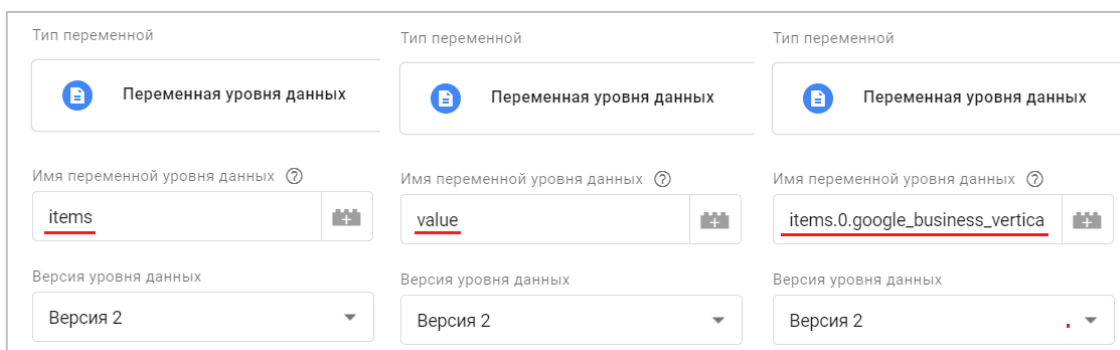 Тип переменной
Переменная уровня данных
Имя переменной уровня данных ?
items
Версия уровня данных
Версия 2
Тип переменной
Переменная уровня данных
Имя переменной уровня данных ?
value
Версия уровня данных
Версия 2
Тип переменной
Переменная уровня данных
Имя переменной уровня данных ?
items.0.google_business_vertica
Версия уровня данных
Версия 2